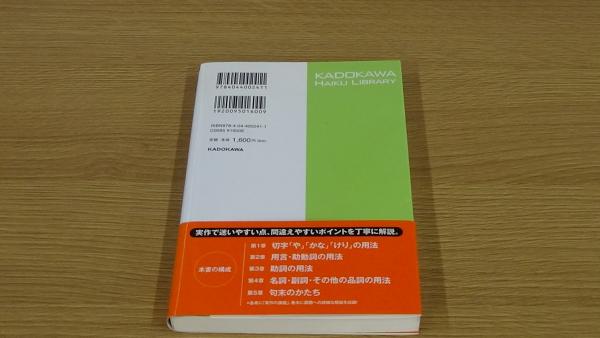 KADOKAWA
HAIKU LIBRARY
9784044002411
1920095016009
ISBN978-4-04-400241-1
C0095 ¥1600E
定価:本体1,600円(税別)
KADOKAWA
実作で迷いやすい点、間違えやすいポイントを丁寧に解説。
本書の構成
第1章 切字「や」「かな」「けり」の用法
第2章 用言・助動詞の用法
第3章 助詞の用法
第4章 名詞・副詞・その他の品詞の用法
第5章 句末のかたち